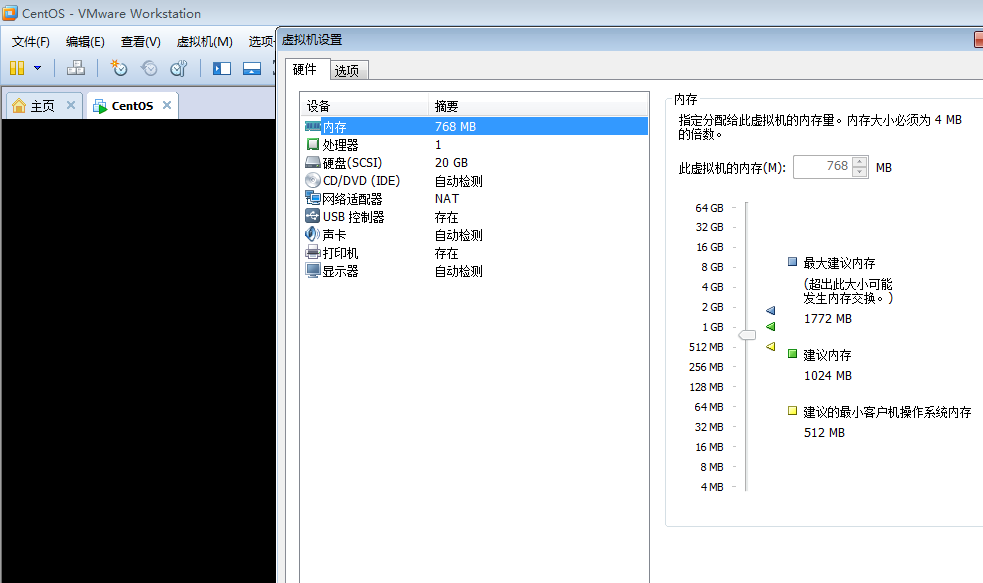 CentOS - VMware Workstation
文件(F) 编辑(E) 查看(V) 虚拟机(M) 选项
主页 CentOS
虚拟机设置
硬件 选项
设备 摘要
内存 768 MB
处理器 1
硬盘(SCSI) 20 GB
CD/DVD (IDE) 自动检测
网络适配器 NAT
USB 控制器 存在
声卡 自动检测
打印机 存在
显示器 自动检测
内存
指定分配给此虚拟机的内存量。内存大小必须为 4 MB
的倍数。
此虚拟机的内存(M): 768 MB
64 GB
32 GB
16 GB
8 GB
4 GB
2 GB
1 GB
512 MB
256 MB
128 MB
64 MB
32 MB
16 MB
8 MB
4 MB
最大建议内存
(超出此大小可能
发生内存交换。)
1772 MB
建议内存
1024 MB
建议的最小客户机操作系统内存
512 MB